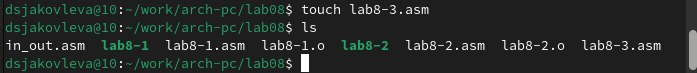 dsjakovleva@10:~/work/arch-pc/lab08$ touch lab8-3.asm
dsjakovleva@10:~/work/arch-pc/lab08$ ls
in_out.asm  lab8-1  lab8-1.asm  lab8-1.o  lab8-2  lab8-2.asm  lab8-2.o  lab8-3.asm
dsjakovleva@10:~/work/arch-pc/lab08$